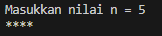 Masukkan nilai n = 5
****